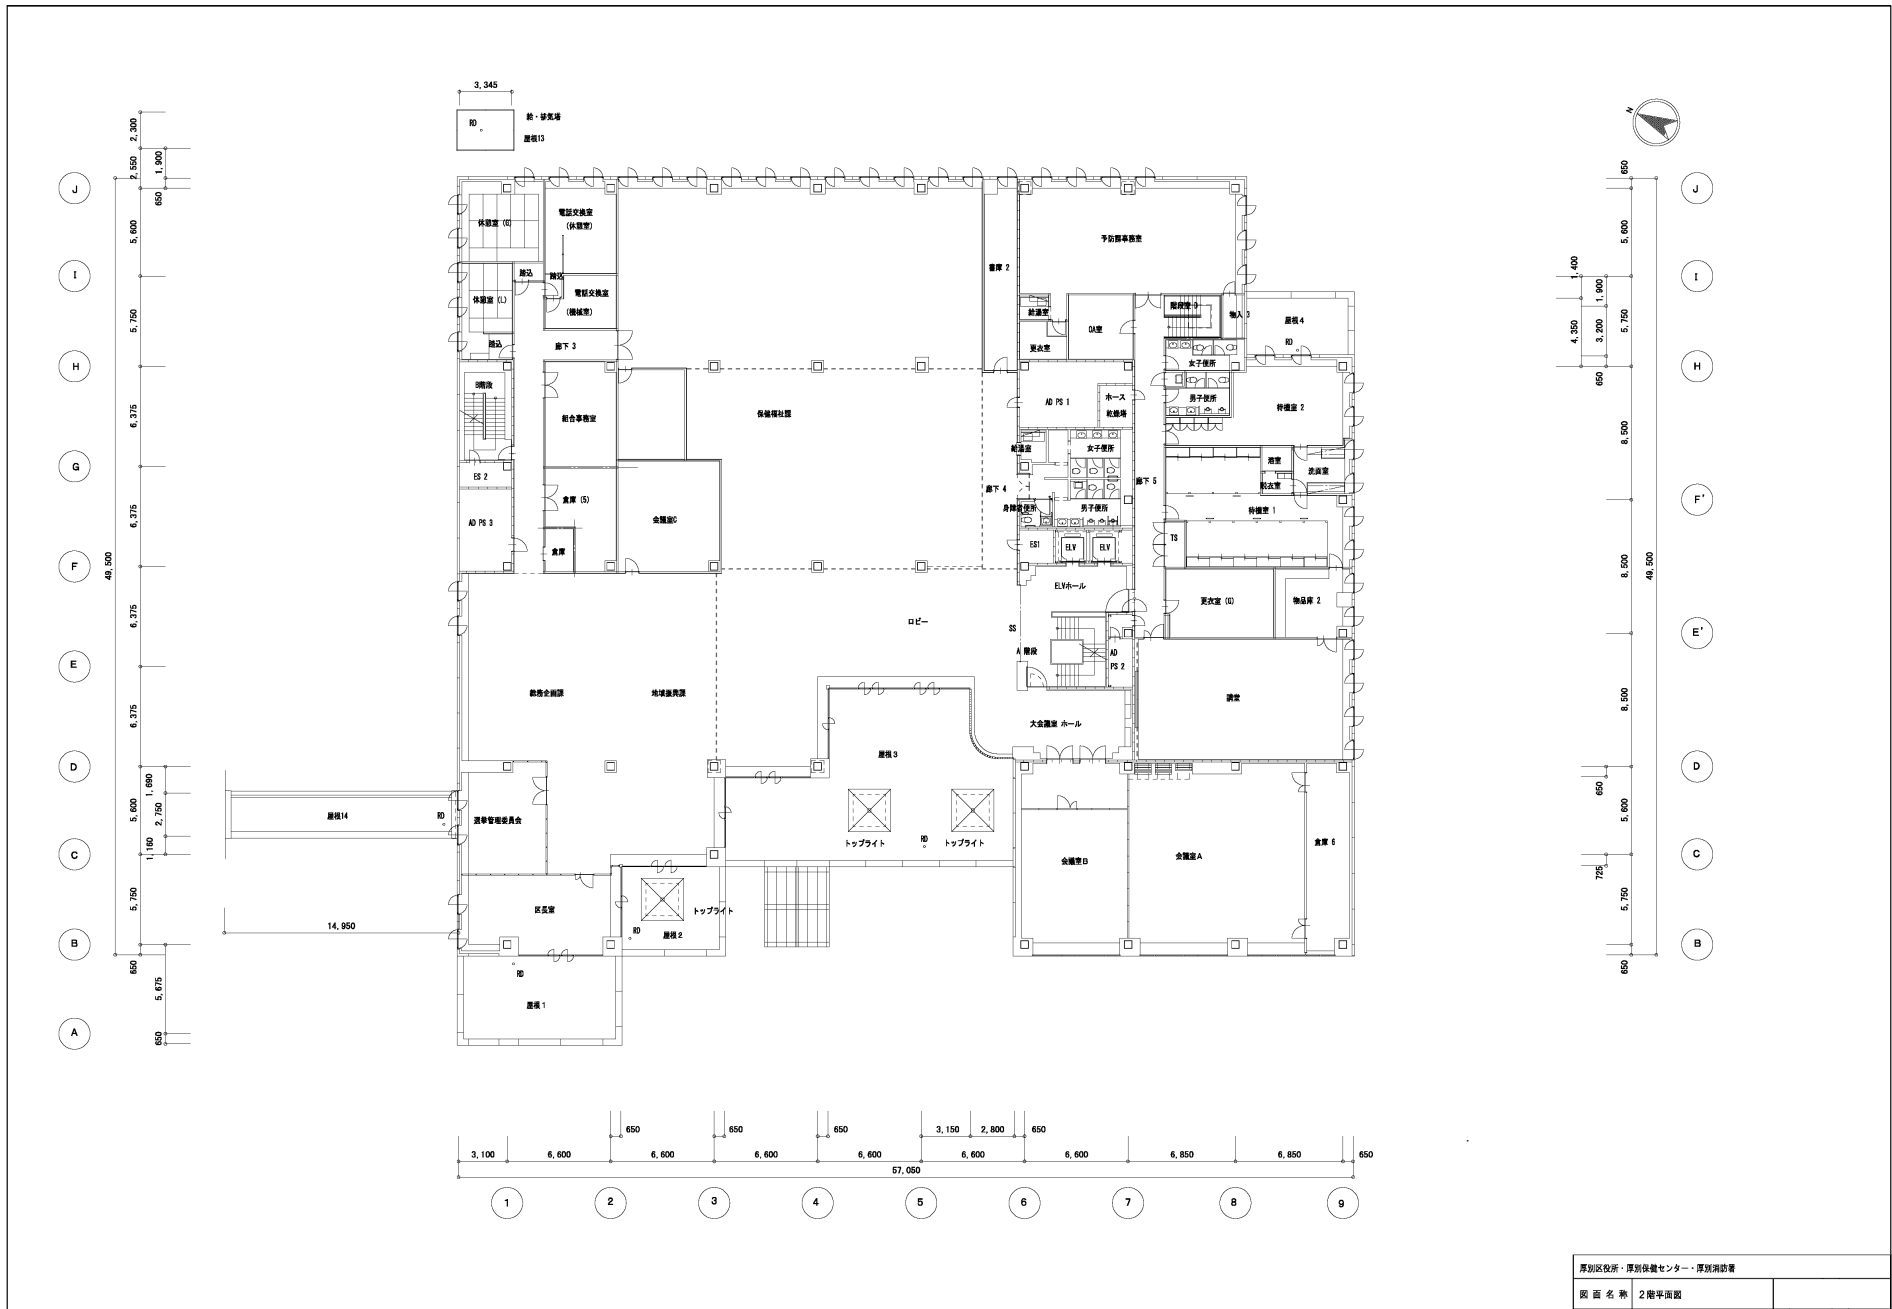 3,345
RD
給・排気塔
屋根13
N
2,300
2,550
1,900
650
49,500
5,600
5,750
6,375
6,375
6,375
6,375
5,600
1,690
2,750
1,160
5,750
650
5,675
650
J
I
H
G
F
E
D
C
B
A
休憩室(G)
電話交換室
(休憩室)
踏込
踏込
休憩室(L)
電話交換室
(機械室)
踏込
廊下 3
B階段
組合事務室
保健福祉課
ES 2
倉庫 (5)
会議室C
AD PS 3
倉庫
書庫 2
予防課事務室
給湯室
OA室
階段室 D
物入 3
屋根4
RD
更衣室
女子便所
AD PS 1
ホース
乾燥塔
男子便所
待機室 2
給湯室
女子便所
浴室
洗面室
廊下 4
廊下 5
脱衣室
身障者便所
男子便所
待機室 1
ES1
ELV
ELV
TS
ELVホール
更衣室(G)
物品庫 2
ロビー
SS
A 階段
AD
PS 2
総務企画課
地域振興課
講堂
大会議室 ホール
屋根3
屋根14
RD
選挙管理委員会
トップライト
RD
トップライト
会議室B
会議室A
倉庫 6
区長室
トップライト
RD
屋根2
14,950
RD
屋根 1
650
5,600
1,400
1,900
4,350
3,200
5,750
650
8,500
8,500
8,500
49,500
650
5,600
725
5,750
650
J
I
H
F'
E'
D
C
B
650
650
650
3,150
2,800
650
3,100
6,600
6,600
6,600
6,600
6,600
6,600
6,850
6,850
650
57,050
1
2
3
4
5
6
7
8
9
厚別区役所・厚別保健センター・厚別消防署
図面名称
2階平面図